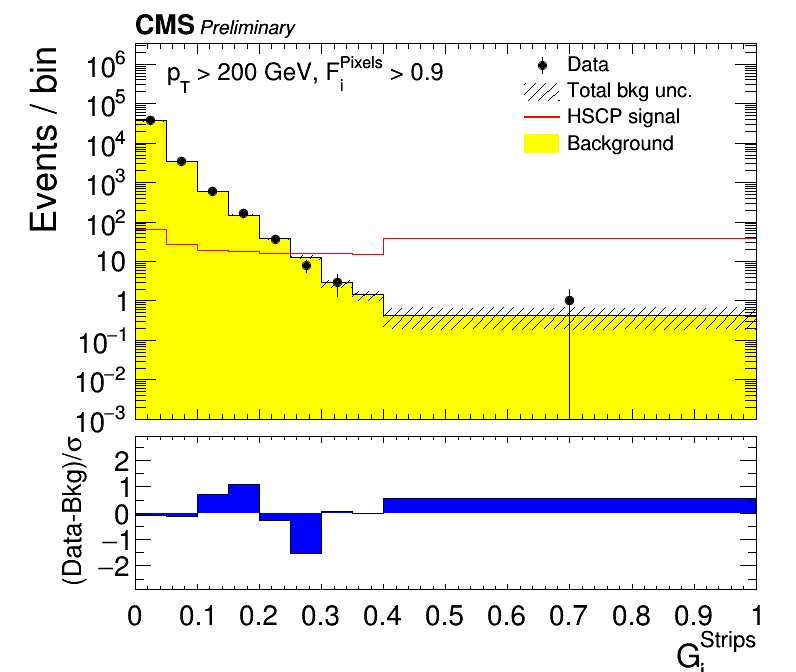 CMS Preliminary
Events / bin
10^6
10^5
10^4
10^3
10^2
10
1
10^−1
10^−2
10^−3
p_T > 200 GeV, F_i^Pixels > 0.9
Data
Total bkg unc.
HSCP signal
Background
(Data-Bkg)/σ
2
1
0
−1
−2
0 0.1 0.2 0.3 0.4 0.5 0.6 0.7 0.8 0.9 1
G_i^Strips